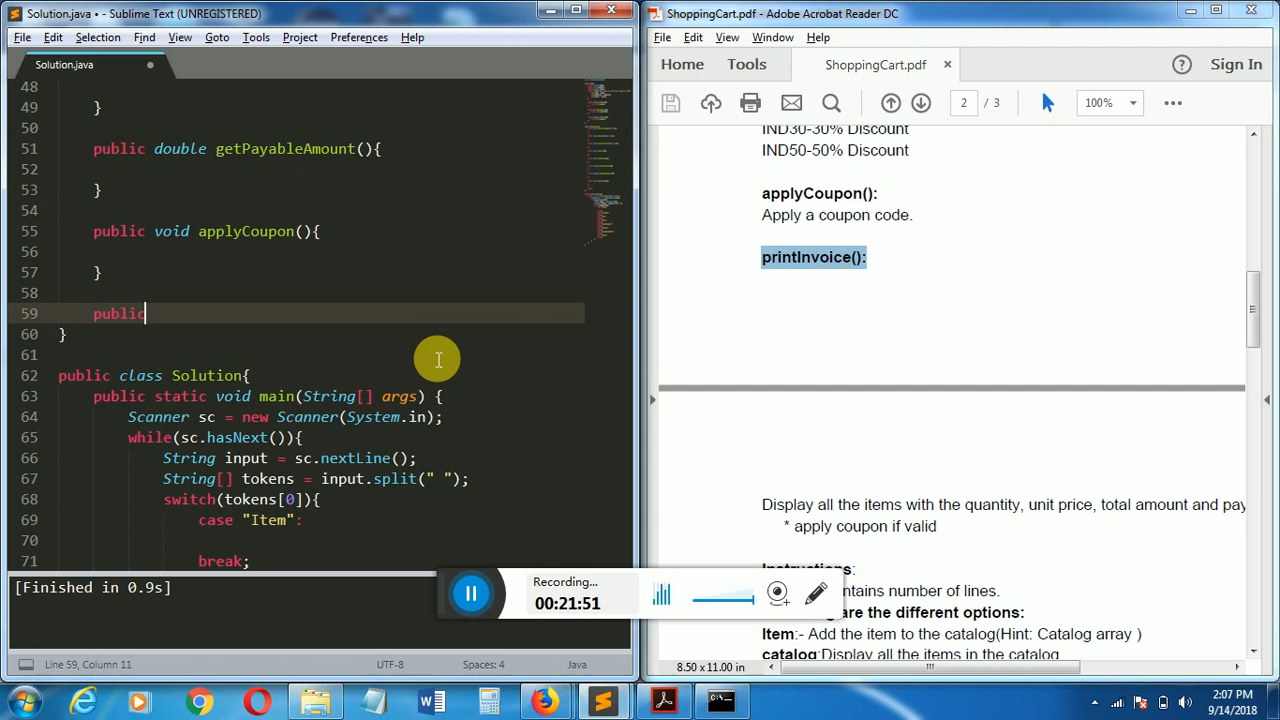 Solution.java • - Sublime Text (UNREGISTERED)
File Edit Selection Find View Goto Tools Project Preferences Help
Solution.java
48
49 }
50
51 public double getPayableAmount(){
52
53 }
54
55 public void applyCoupon(){
56
57 }
58
59 public
60 }
61
62 public class Solution{
63 public static void main(String[] args) {
64 Scanner sc = new Scanner(System.in);
65 while(sc.hasNext()){
66 String input = sc.nextLine();
67 String[] tokens = input.split(" ");
68 switch(tokens[0]){
69 case "Item":
70
71 break;
[Finished in 0.9s]
Line 59, Column 11 UTF-8 Spaces: 4 Java
ShoppingCart.pdf - Adobe Acrobat Reader DC
File Edit View Window Help
Home Tools ShoppingCart.pdf × Sign In
2 / 3 100%
IND30-30% Discount
IND50-50% Discount
applyCoupon():
Apply a coupon code.
printInvoice():
Display all the items with the quantity, unit price, total amount and pay
* apply coupon if valid
Instructions:
number of lines.
are the different options:
Item:- Add the item to the catalog(Hint: Catalog array )
catalog:Display all the items in the catalog
8.50 x 11.00 in
Recording...
00:21:51
2:07 PM
9/14/2018